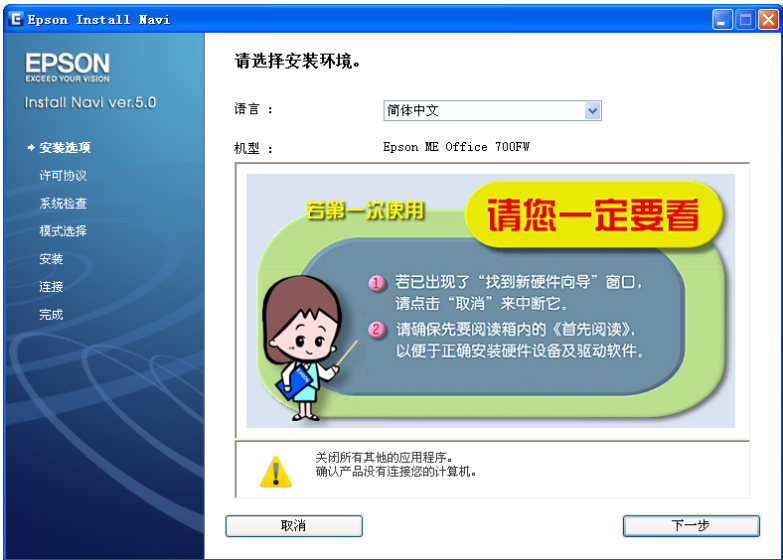 Epson Install Navi
EPSON
EXCEED YOUR VISION
Install Navi ver.5.0
安装选项
许可协议
系统检查
模式选择
安装
连接
完成
请选择安装环境。
语言 : 简体中文
机型 : Epson ME Office 700FW
若第一次使用 请您一定要看
1 若已出现了“找到新硬件向导”窗口，
请点击“取消”来中断它。
2 请确保先要阅读箱内的《首先阅读》，
以便于正确安装硬件设备及驱动软件。
EPSON
关闭所有其他的应用程序。
确认产品没有连接您的计算机。
取消 下一步